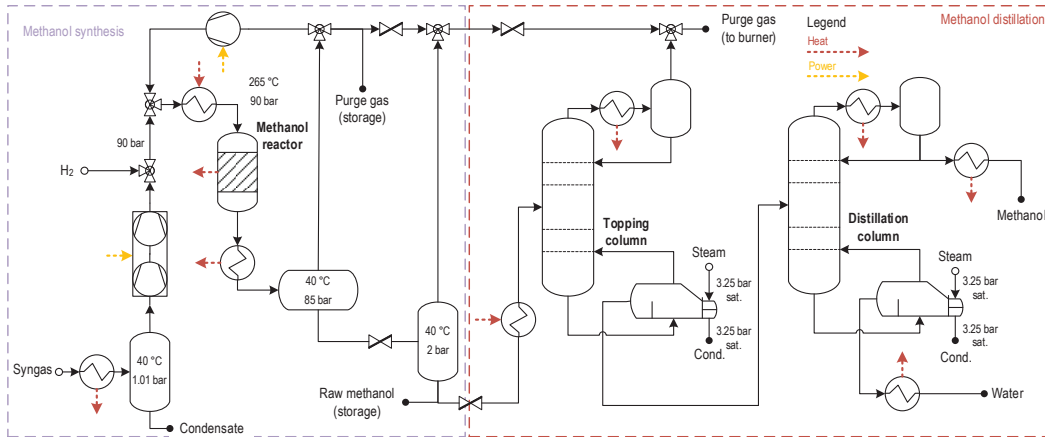 Methanol synthesis
Purge gas
(to burner)
Legend
Heat
Power
Methanol distillation
265 °C
90 bar
Purge gas
(storage)
Methanol
reactor
90 bar
H2
Topping
column
Distillation
column
Methanol
Steam
3.25 bar
sat.
Steam
3.25 bar
sat.
40 °C
85 bar
40 °C
2 bar
3.25 bar
sat.
Cond.
3.25 bar
sat.
Cond.
Syngas
40 °C
1.01 bar
Raw methanol
(storage)
Water
Condensate